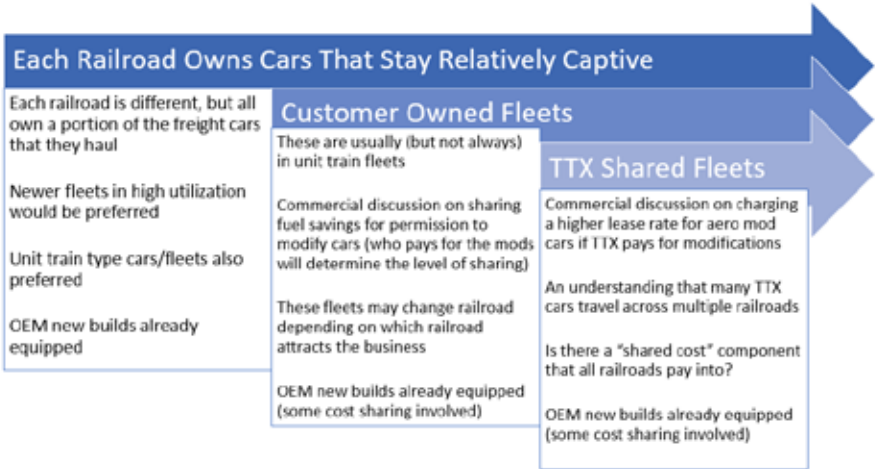 Each Railroad Owns Cars That Stay Relatively Captive
Each railroad is different, but all
own a portion of the freight cars
that they haul
Newer fleets in high utilization
would be preferred
Unit train type cars/fleets also
preferred
OEM new builds already
equipped
Customer Owned Fleets
These are usually (but not always)
in unit train fleets
Commercial discussion on sharing
fuel savings for permission to
modify cars (who pays for the mods
will determine the level of sharing)
These fleets may change railroad
depending on which railroad
attracts the business
OEM new builds already equipped
(some cost sharing involved)
TTX Shared Fleets
Commercial discussion on charging
a higher lease rate for aero mod
cars if TTX pays for modifications
An understanding that many TTX
cars travel across multiple railroads
Is there a “shared cost” component
that all railroads pay into?
OEM new builds already equipped
(some cost sharing involved)